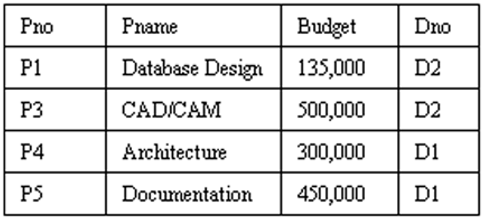 Pno Pname Budget Dno
P1 Database Design 135,000 D2
P3 CAD/CAM 500,000 D2
P4 Architecture 300,000 D1
P5 Documentation 450,000 D1